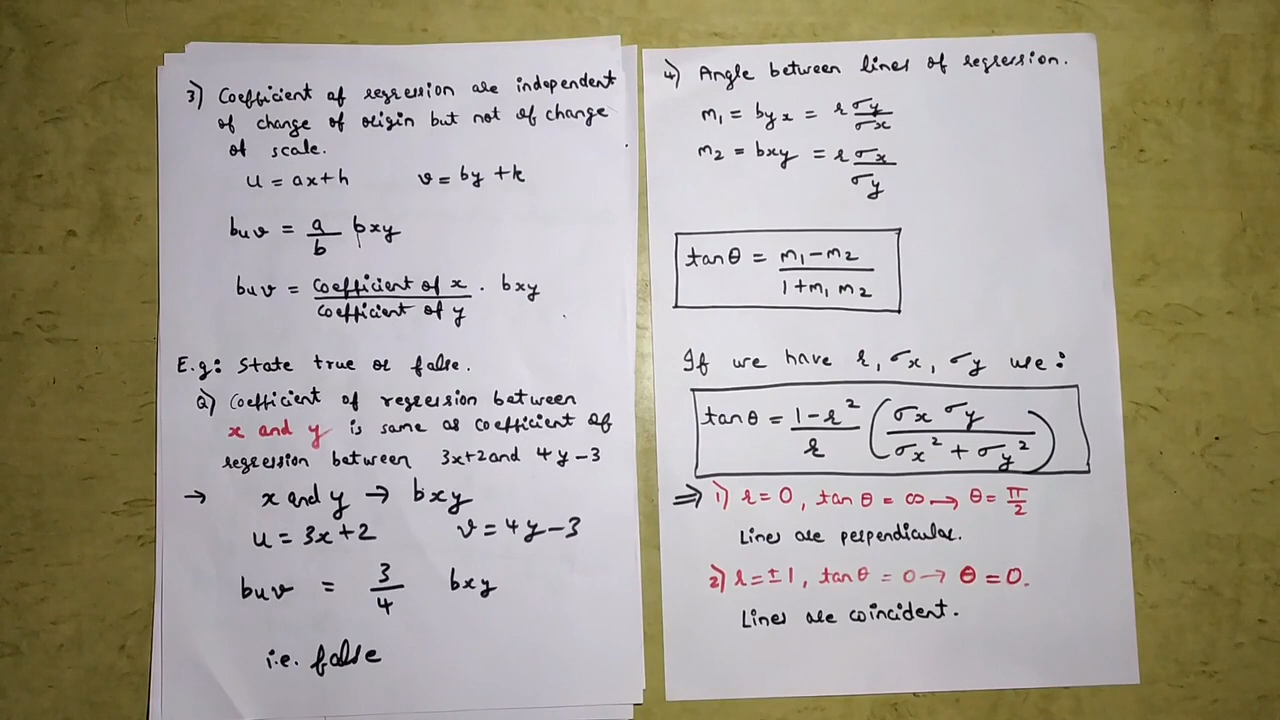 3) Coefficient of regression are independent
of change of origin but not of change
of scale.
u = ax+h v = by +k
buv = a/b bxy
buv = coefficient of x / coefficient of y . bxy
E.g: State true or false.
Q) Coefficient of regression between
x and y is same as coefficient of
regression between 3x+2 and 4y-3
→ x and y → bxy
u = 3x+2 v = 4y-3
buv = 3/4 bxy
i.e. false
4) Angle between lines of regression.
m₁ = byx = r σy/σx
m₂ = bxy = r σx/σy
tan θ = m₁-m₂ / 1+m₁ m₂
If we have r, σx, σy use:
tan θ = 1-r²/r (σx σy / σx² + σy²)
⇒ 1) r=0, tan θ = ∞ → θ = π/2
Lines are perpendicular.
2) r=±1, tan θ = 0 → θ = 0.
Lines are coincident.